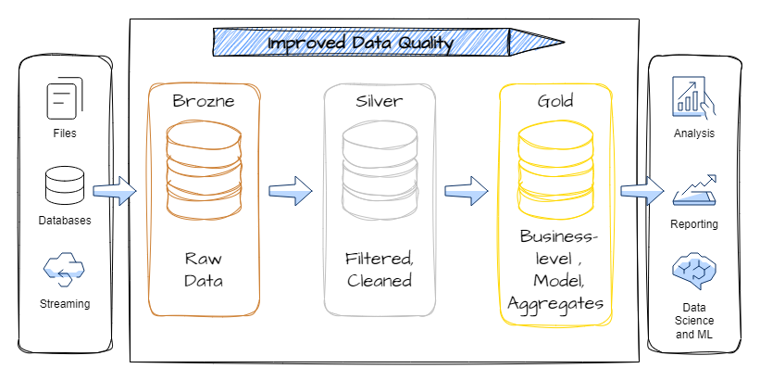 Improved Data Quality
Files
Databases
Streaming
Brozne
Raw
Data
Silver
Filtered,
Cleaned
Gold
Business-
level ,
Model,
Aggregates
Analysis
Reporting
Data
Science
and ML